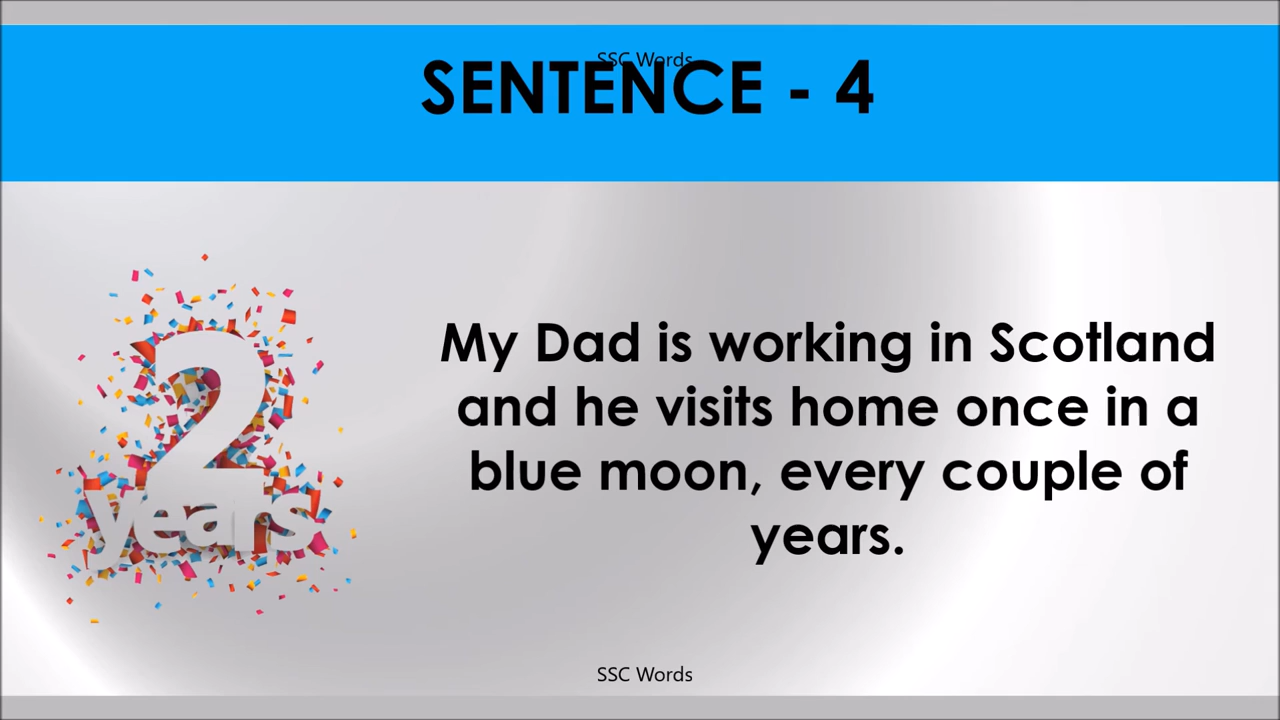 SSC Words
SENTENCE - 4
2
years
My Dad is working in Scotland
and he visits home once in a
blue moon, every couple of
years.
SSC Words